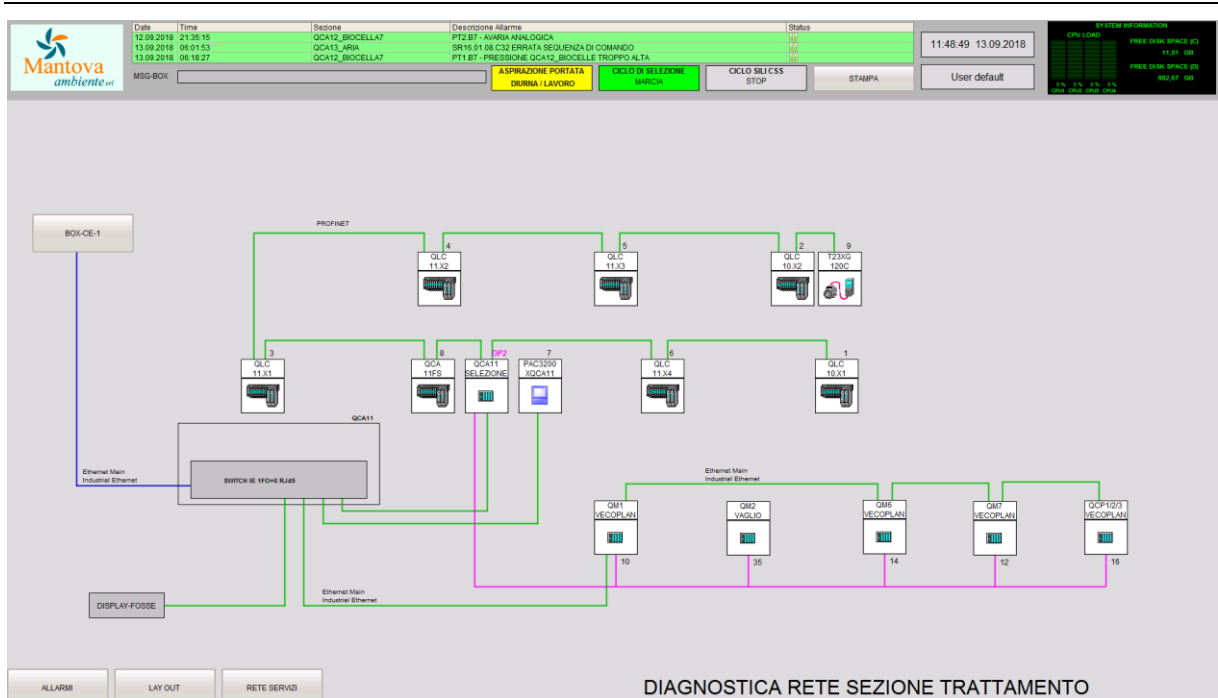 Mantova
ambiente srl
Date Time Sezione Descrizione Allarme Status
12.09.2018 21:35:15 QCA12_BIOCELLA7 PT2.B7 - AVARIA ANALOGICA
13.09.2018 06:01:53 QCA13_ARIA SR16.01.08.C32 ERRATA SEQUENZA DI COMANDO
13.09.2018 06:18:27 QCA12_BIOCELLE PT1.B7 - PRESSIONE QCA12_BIOCELLE TROPPO ALTA
MSG-BOX
ASPIRAZIONE PORTATA
DIURNA / LAVORO
CICLO DI SELEZIONE
MARCIA
CICLO SILI CSS
STOP
STAMPA
11:48:49 13.09.2018
User default
SYSTEM INFORMATION
CPU LOAD
FREE DISK SPACE (C)
11,01 GB
FREE DISK SPACE (D)
882,67 GB
0 % 0 % 0 % 0 %
CPU1 CPU2 CPU3 CPU4
BOX-CE-1
PROFINET
4
QLC
11.X2
5
QLC
11.X3
2
QLC
10.X2
9
T23XG
120C
3
QLC
11.X1
8
QCA
11FS
DP2
QCA11
SELEZIONE
7
PAC3200
XQCA11
6
QLC
11.X4
1
QLC
10.X1
QCA11
Ethernet Main
Industrial Ethernet
SWITCH IE 1FO+6 RJ45
Ethernet Main
Industrial Ethernet
QM1
VECOPLAN
10
QM2
VAGLIO
35
QM6
VECOPLAN
14
QM7
VECOPLAN
12
QCP1/2/3
VECOPLAN
16
Ethernet Main
Industrial Ethernet
DISPLAY-FOSSE
ALLARMI
LAY OUT
RETE SERVIZI
DIAGNOSTICA RETE SEZIONE TRATTAMENTO